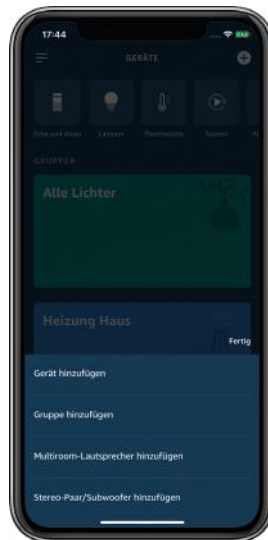 17:44
GERÄTE
Echo und Alexa Lampen Thermostate Szenen
GRUPPEN
Alle Lichter
Heizung Haus
Fertig
Gerät hinzufügen
Gruppe hinzufügen
Multiroom-Lautsprecher hinzufügen
Stereo-Paar/Subwoofer hinzufügen